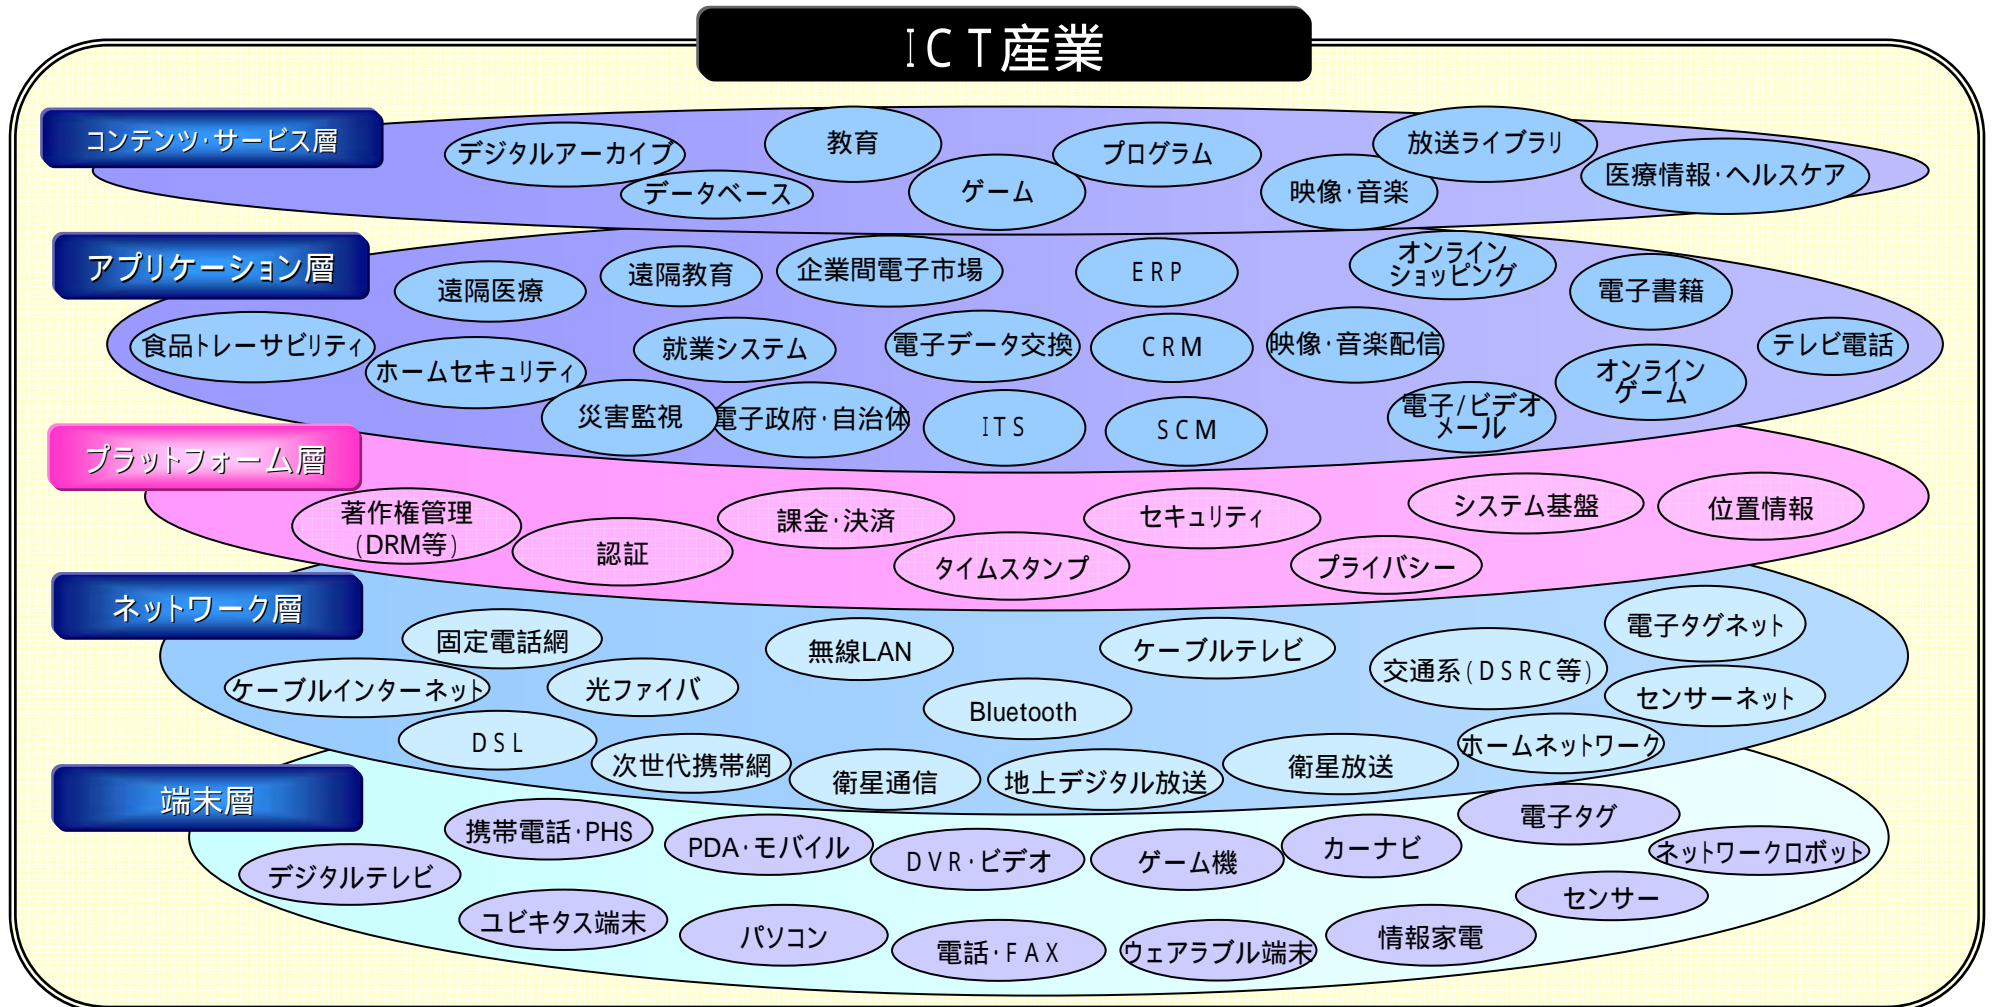 ICT産業
コンテンツ・サービス層
デジタルアーカイブ
データベース
教育
ゲーム
プログラム
映像・音楽
放送ライブラリ
医療情報・ヘルスケア
アプリケーション層
遠隔医療
遠隔教育
企業間電子市場
ERP
オンライン
ショッピング
電子書籍
食品トレーサビリティ
ホームセキュリティ
就業システム
電子データ交換
CRM
映像・音楽配信
オンライン
ゲーム
テレビ電話
災害監視
電子政府・自治体
ITS
SCM
電子/ビデオ
メール
プラットフォーム層
著作権管理
(DRM等)
認証
課金・決済
タイムスタンプ
セキュリティ
プライバシー
システム基盤
位置情報
ネットワーク層
固定電話網
無線LAN
ケーブルテレビ
交通系(DSRC等)
電子タグネット
ケーブルインターネット
光ファイバ
Bluetooth
センサーネット
DSL
次世代携帯網
衛星通信
地上デジタル放送
衛星放送
ホームネットワーク
端末層
携帯電話・PHS
PDA・モバイル
DVR・ビデオ
ゲーム機
カーナビ
電子タグ
ネットワークロボット
デジタルテレビ
ユビキタス端末
パソコン
電話・FAX
ウェアラブル端末
情報家電
センサー